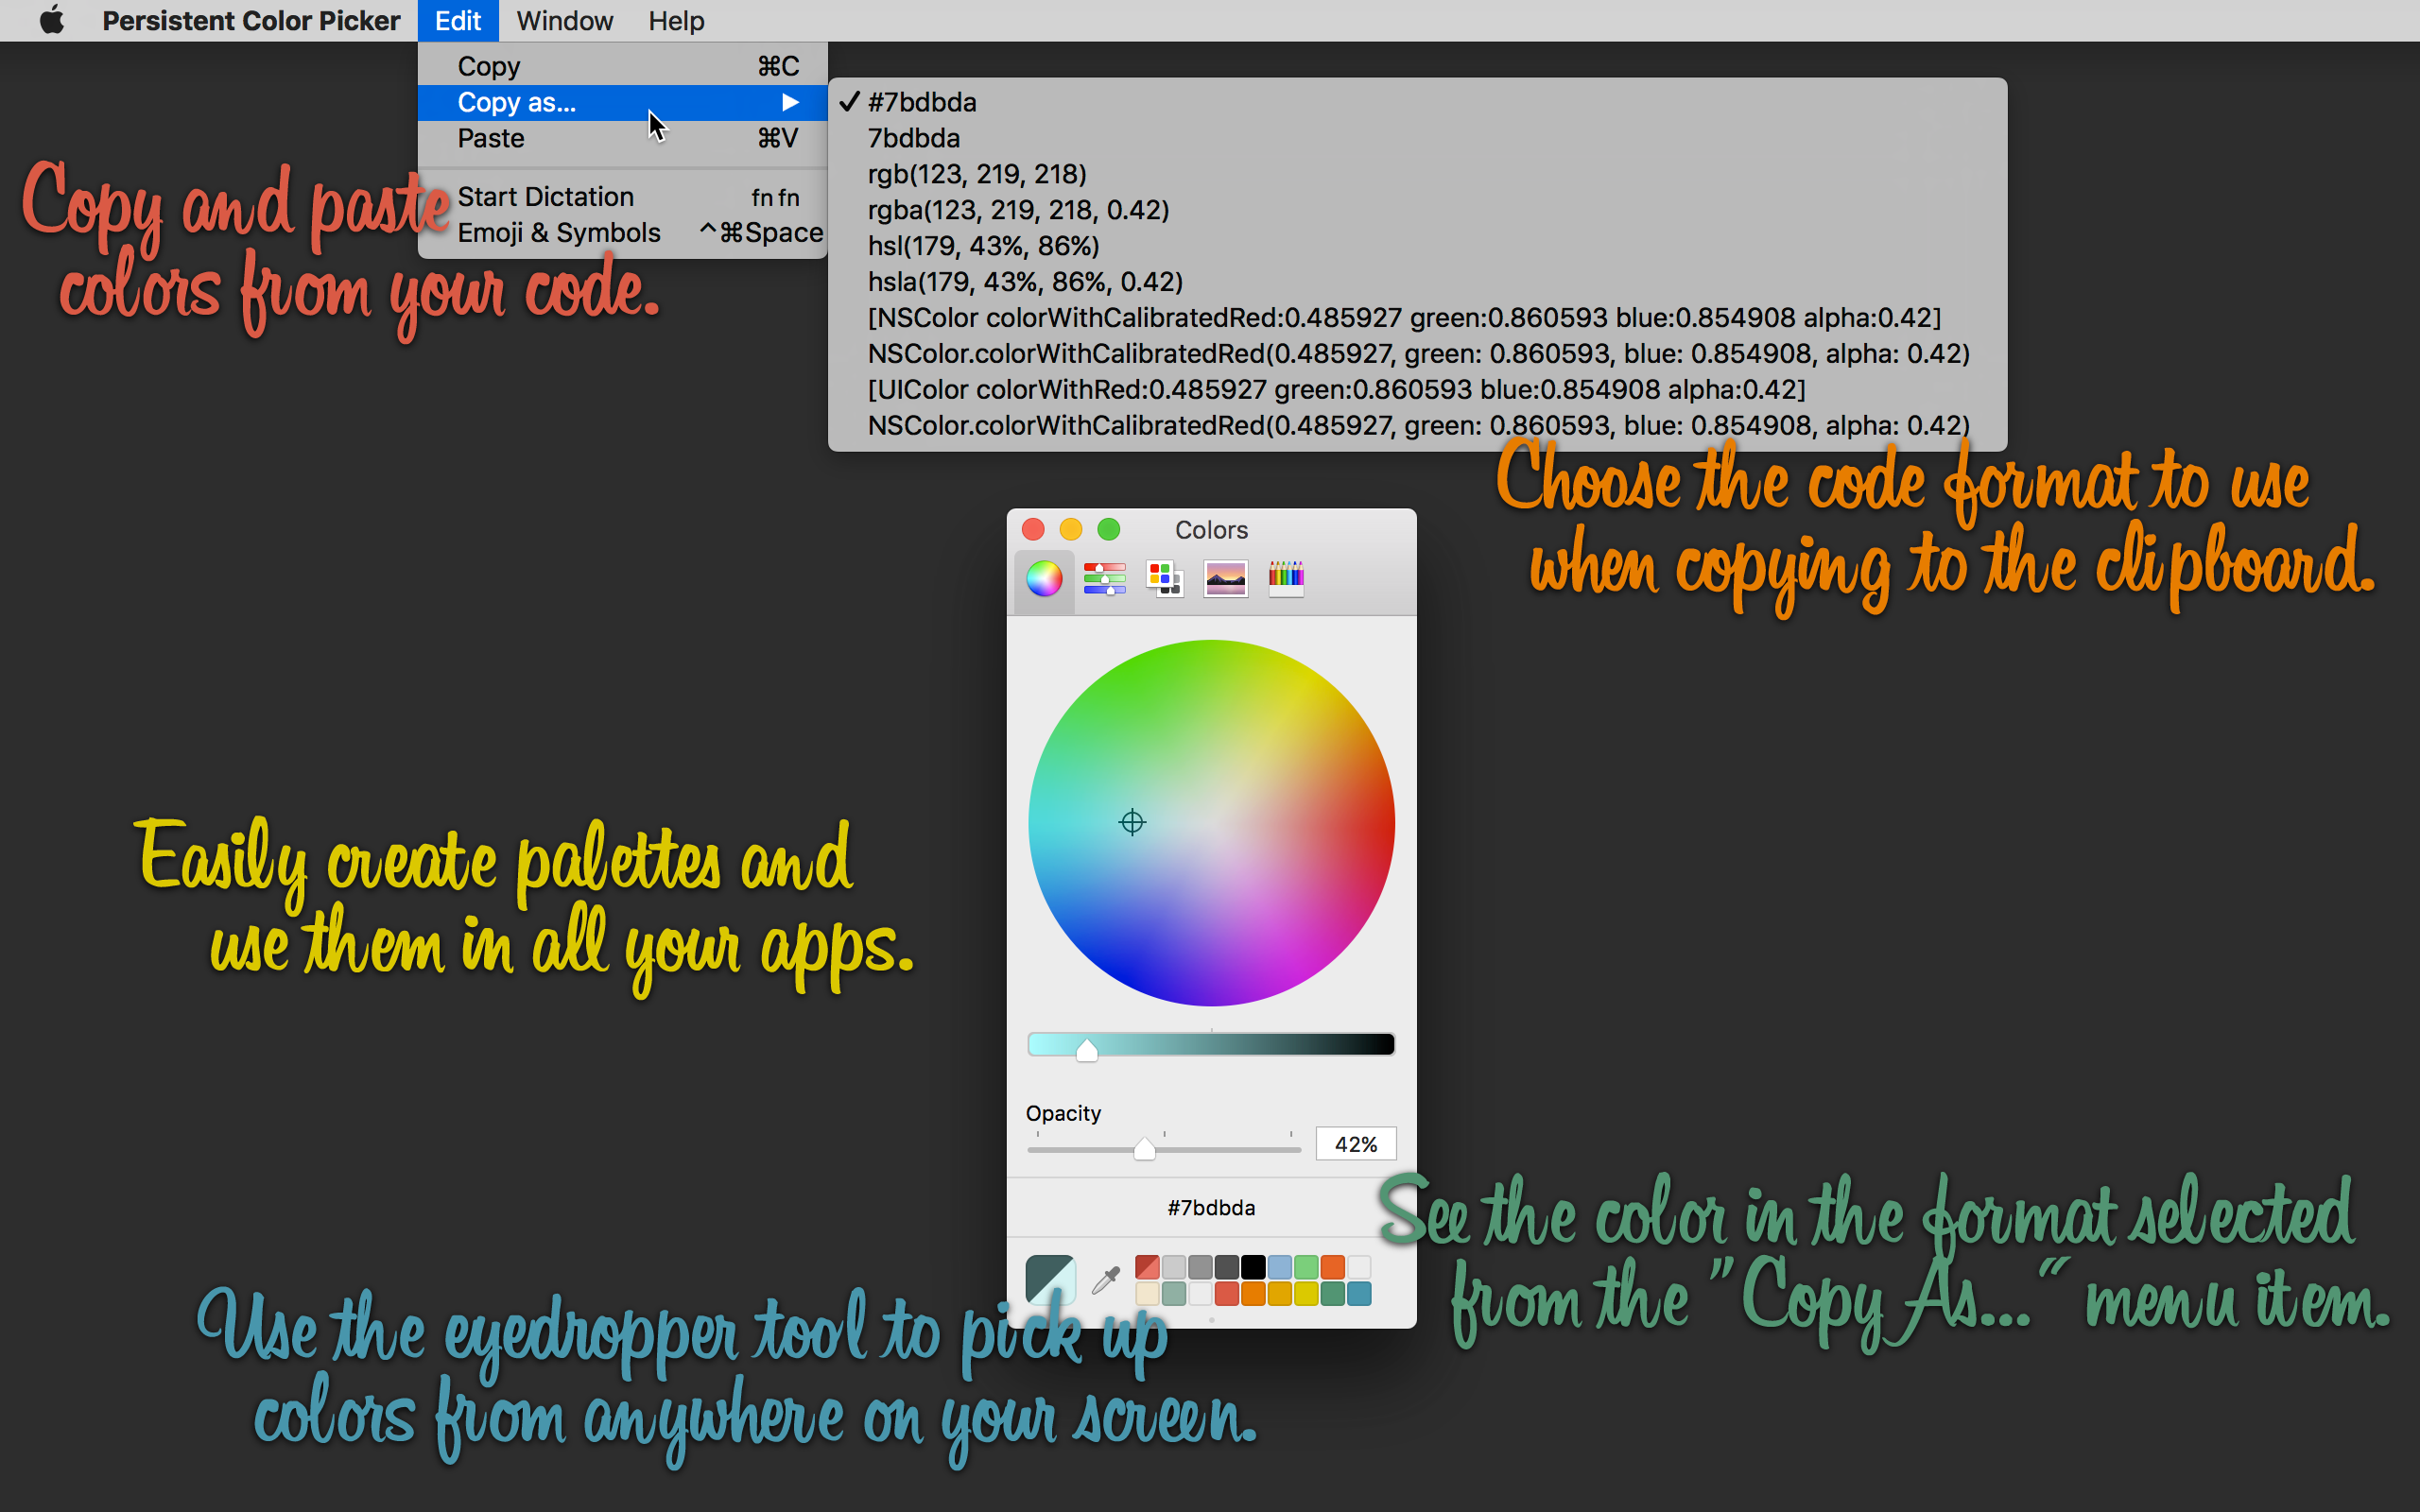 Persistent Color Picker Edit Window Help
Copy ⌘C
Copy as... ▶
Paste ⌘V
Start Dictation fn fn
Emoji & Symbols ^⌘Space
✓ #7bdbda
7bdbda
rgb(123, 219, 218)
rgba(123, 219, 218, 0.42)
hsl(179, 43%, 86%)
hsla(179, 43%, 86%, 0.42)
[NSColor colorWithCalibratedRed:0.485927 green:0.860593 blue:0.854908 alpha:0.42]
NSColor.colorWithCalibratedRed(0.485927, green: 0.860593, blue: 0.854908, alpha: 0.42)
[UIColor colorWithRed:0.485927 green:0.860593 blue:0.854908 alpha:0.42]
NSColor.colorWithCalibratedRed(0.485927, green: 0.860593, blue: 0.854908, alpha: 0.42)
Copy and paste
colors from your code.
Choose the code format to use
when copying to the clipboard.
Colors
Easily create palettes and
use them in all your apps.
Opacity
42%
#7bdbda
See the color in the format selected
from the "Copy As..." menu item.
Use the eyedropper tool to pick up
colors from anywhere on your screen.